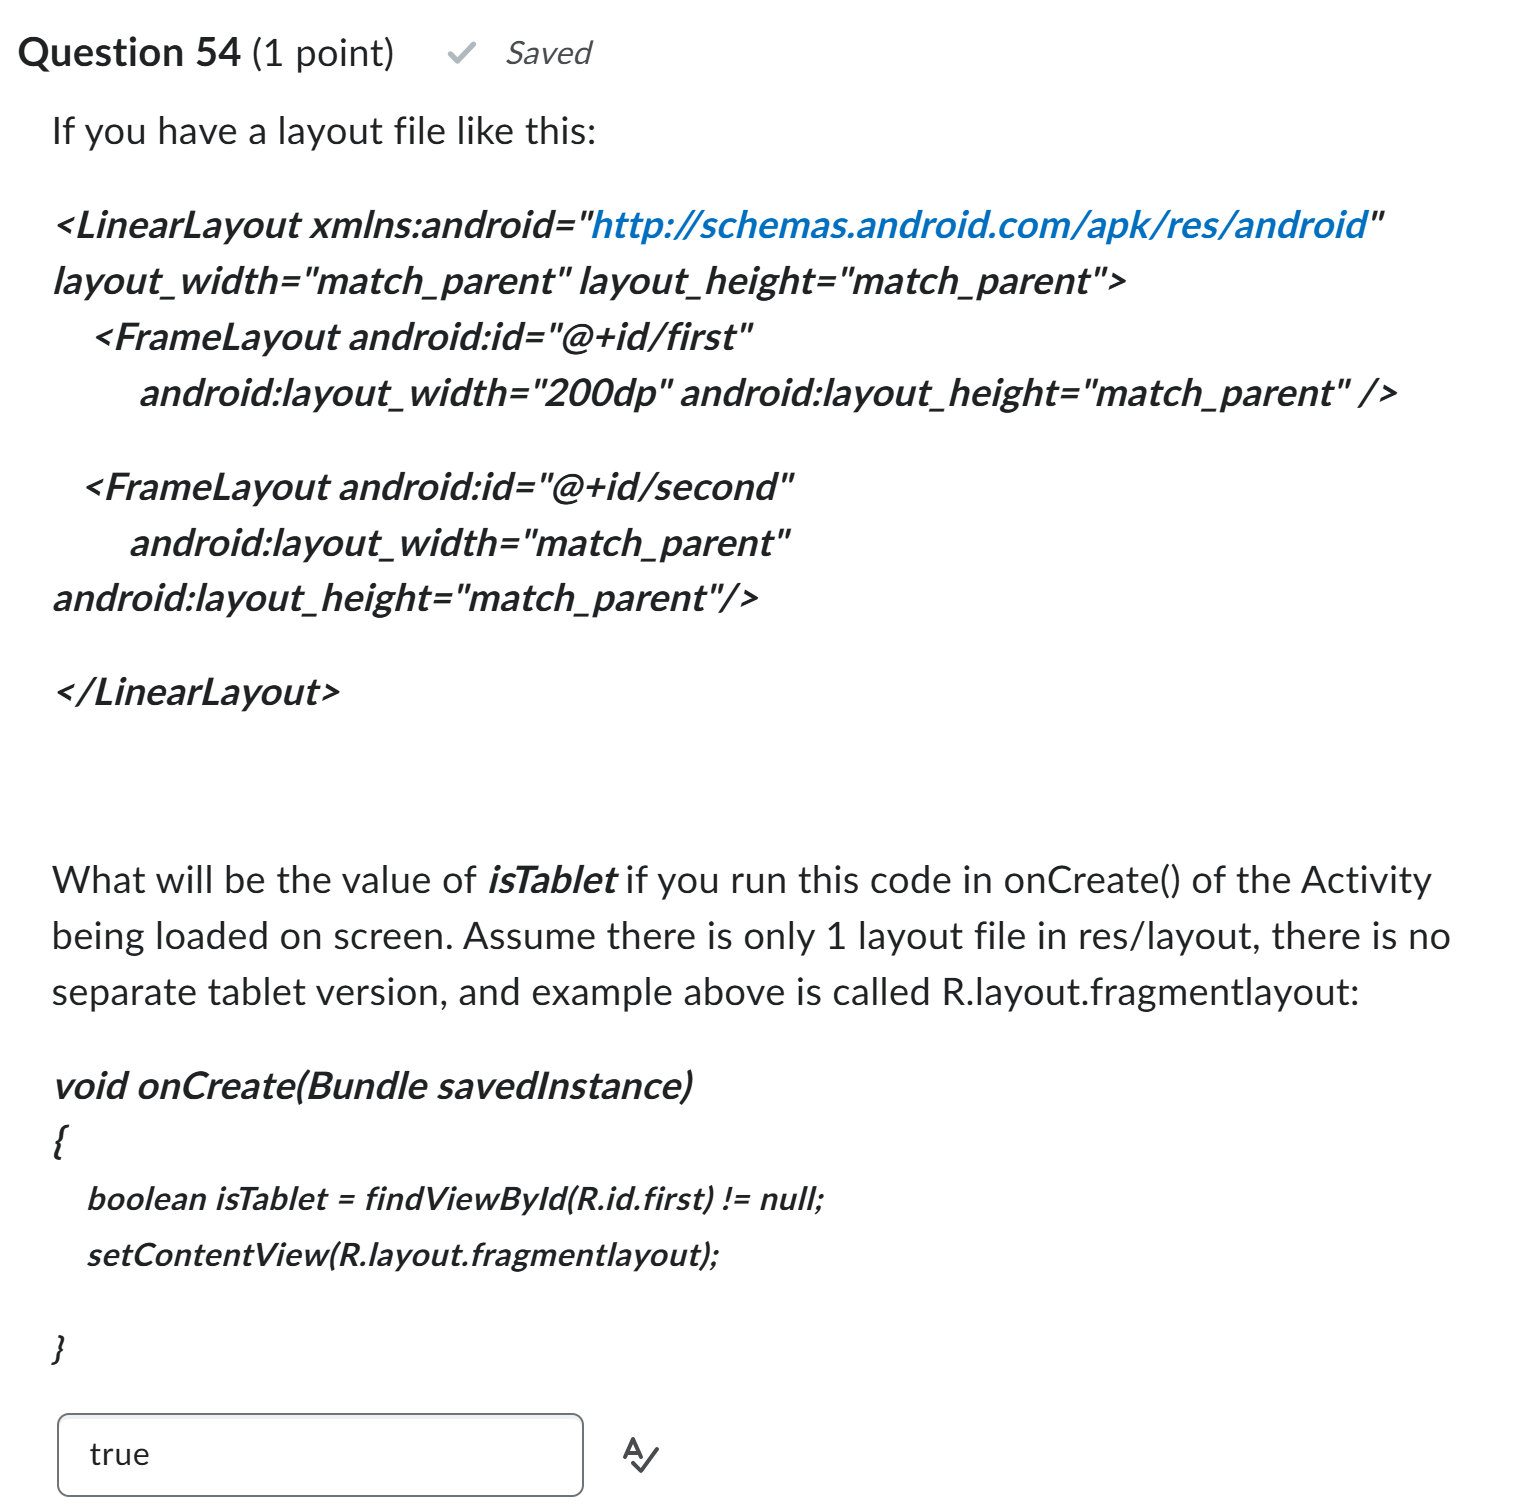 Question 54 (1 point) Saved
If you have a layout file like this:
<LinearLayout xmlns:android="http://schemas.android.com/apk/res/android"
layout_width="match_parent" layout_height="match_parent">
<FrameLayout android:id="@+id/first"
android:layout_width="200dp" android:layout_height="match_parent" />
<FrameLayout android:id="@+id/second"
android:layout_width="match_parent"
android:layout_height="match_parent"/>
</LinearLayout>
What will be the value of isTablet if you run this code in onCreate() of the Activity
being loaded on screen. Assume there is only 1 layout file in res/layout, there is no
separate tablet version, and example above is called R.layout.fragmentlayout:
void onCreate(Bundle savedInstance)
{
boolean isTablet = findViewById(R.id.first) != null;
setContentView(R.layout.fragmentlayout);
}
true